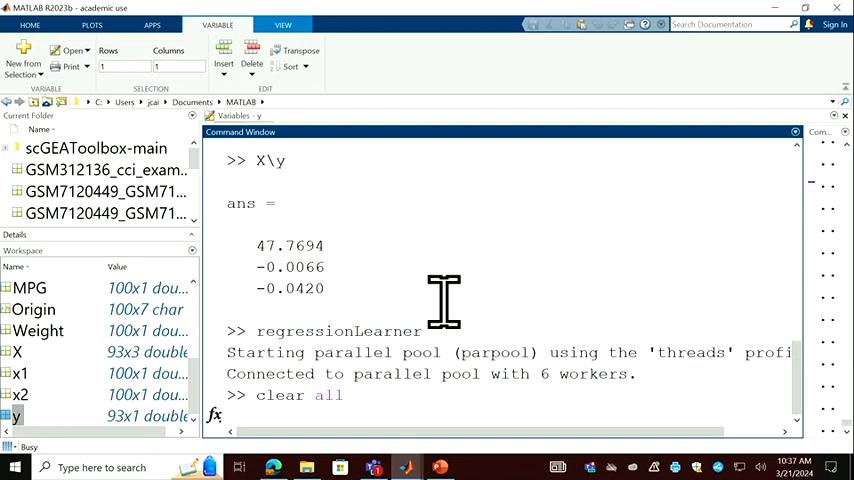 MATLAB R2023b - academic use
HOME PLOTS APPS VARIABLE VIEW Search Documentation Sign In
New from Selection Open Print Rows Columns 1 1 Insert Delete Transpose Sort
VARIABLE SELECTION EDIT
C: Users jcai Documents MATLAB
Current Folder
Name
scGEAToolbox-main
GSM312136_cci_exam...
GSM7120449_GSM71...
GSM7120449_GSM71...
Details
Workspace
Name Value
MPG 100x1 dou...
Origin 100x7 char
Weight 100x1 dou...
X 93x3 double
x1 100x1 dou...
x2 100x1 dou...
y 93x1 double
Busy
Variables - y
Command Window
Com...
>> X\y
ans =
47.7694
-0.0066
-0.0420
>> regressionLearner
Starting parallel pool (parpool) using the 'threads' profi
Connected to parallel pool with 6 workers.
>> clear all
fx
Type here to search
10:37 AM
3/21/2024